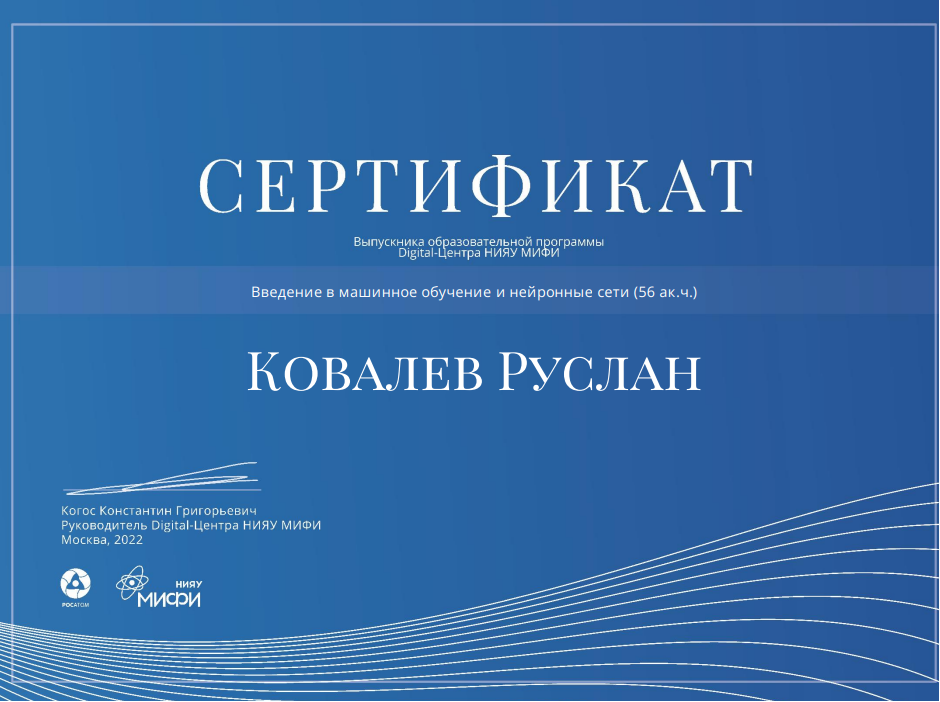 СЕРТИФИКАТ
Выпускника образовательной программы
Digital-Центра НИЯУ МИФИ
Введение в машинное обучение и нейронные сети (56 ак.ч.)
Ковалев Руслан
Когос Константин Григорьевич
Руководитель Digital-Центра НИЯУ МИФИ
Москва, 2022
РОСАТОМ
НИЯУ
МИФИ